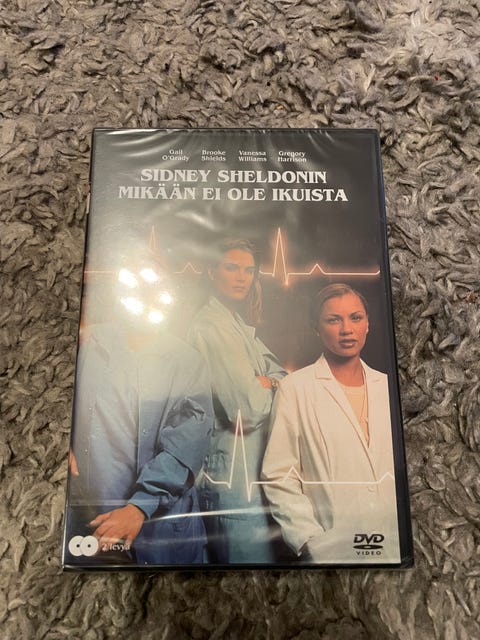 Gail Brooke Vanessa Gregory
O'Grady Shields Williams Harrison
SIDNEY SHELDONIN
MIKÄÄN EI OLE IKUISTA
2 levyä
DVD
VIDEO